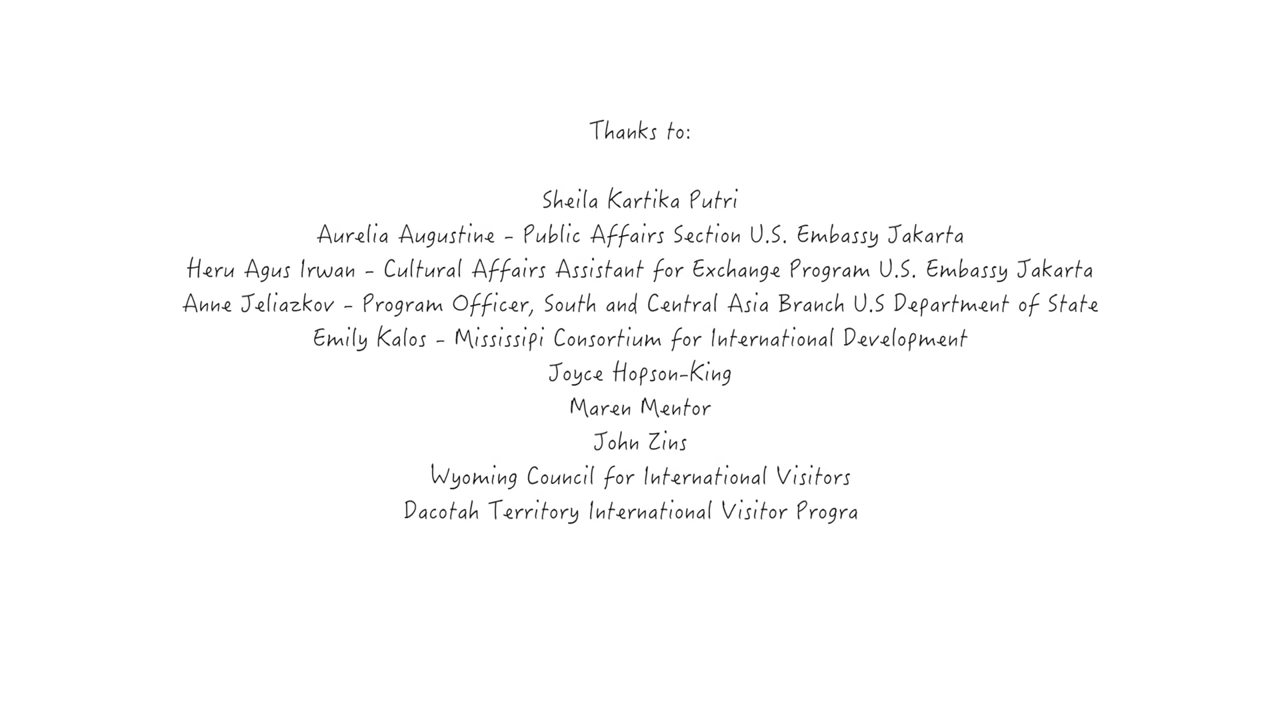 Thanks to:
Sheila Kartika Putri
Aurelia Augustine - Public Affairs Section U.S. Embassy Jakarta
Heru Agus Irwan - Cultural Affairs Assistant for Exchange Program U.S. Embassy Jakarta
Anne Jeliazkov - Program Officer, South and Central Asia Branch U.S Department of State
Emily Kalos - Mississipi Consortium for International Development
Joyce Hopson-King
Maren Mentor
John Zins
Wyoming Council for International Visitors
Dacotah Territory International Visitor Progra